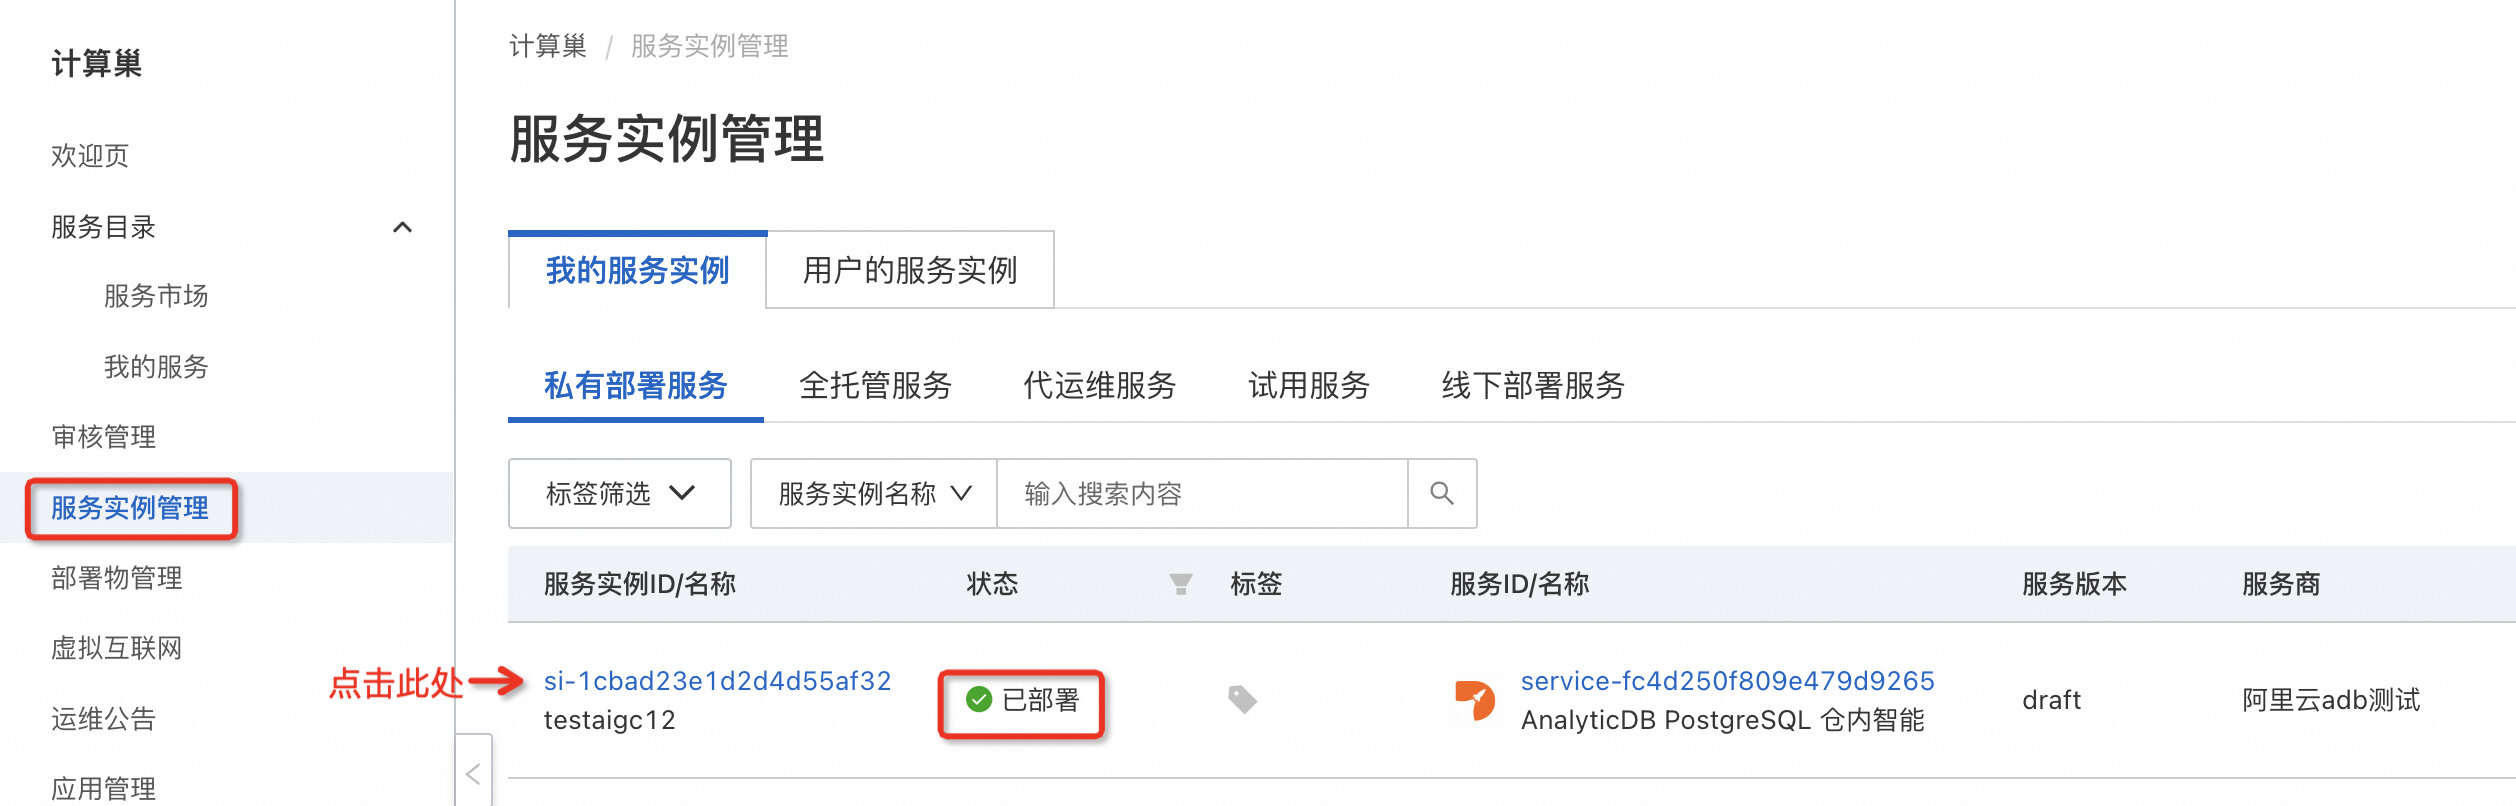 计算巢
欢迎页
服务目录
服务市场
我的服务
审核管理
服务实例管理
部署物管理
虚拟互联网
运维公告
应用管理
计算巢 / 服务实例管理
服务实例管理
我的服务实例 用户的服务实例
私有部署服务 全托管服务 代运维服务 试用服务 线下部署服务
标签筛选 服务实例名称 输入搜索内容
服务实例ID/名称 状态 标签 服务ID/名称 服务版本 服务商
点击此处 si-1cbad23e1d2d4d55af32 已部署 service-fc4d250f809e479d9265 draft 阿里云adb测试
testaigc12 AnalyticDB PostgreSQL 仓内智能